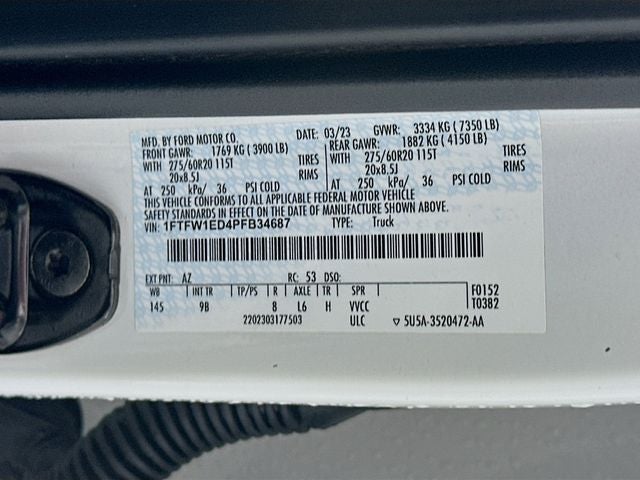 MFD. BY FORD MOTOR CO. DATE: 03/23 GVWR: 3334 KG ( 7350 LB)
FRONT GAWR: 1769 KG ( 3900 LB) REAR GAWR: 1882 KG ( 4150 LB)
WITH 275/60R20 115T TIRES WITH 275/60R20 115T TIRES
20x8.5J RIMS 20x8.5J RIMS
AT 250 kPa/ 36 PSI COLD AT 250 kPa/ 36 PSI COLD
THIS VEHICLE CONFORMS TO ALL APPLICABLE FEDERAL MOTOR VEHICLE
SAFETY STANDARDS IN EFFECT ON THE DATE OF MANUFACTURE SHOWN ABOVE.
VIN: 1FTFW1ED4PFB34687 TYPE: Truck
EXT PNT: AZ RC: 53 DSO:
WB INT TR TP/PS R AXLE TR SPR F0152
145 9B 8 L6 H VVCC T0382
2202303177503 ULC ▽ 5U5A-3520472-AA